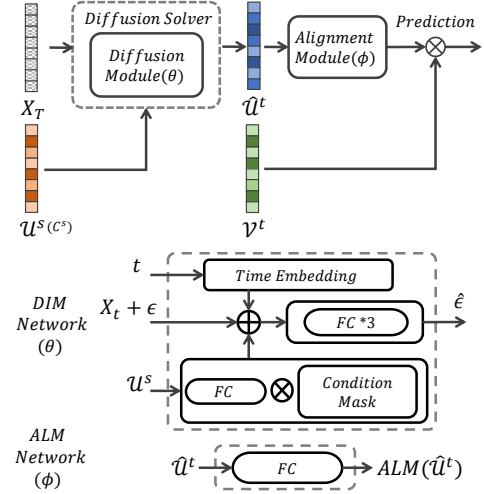 Diffusion Solver
Diffusion
Module(θ)
Alignment
Module(ϕ)
Prediction
X_T
Û^t
U^s (C^s)
V^t
t
Time Embedding
X_t + ϵ
DIM
Network
(θ)
FC *3
ϵ̂
U^s
FC
Condition
Mask
ALM
Network
(ϕ)
Û^t
FC
ALM(Û^t)